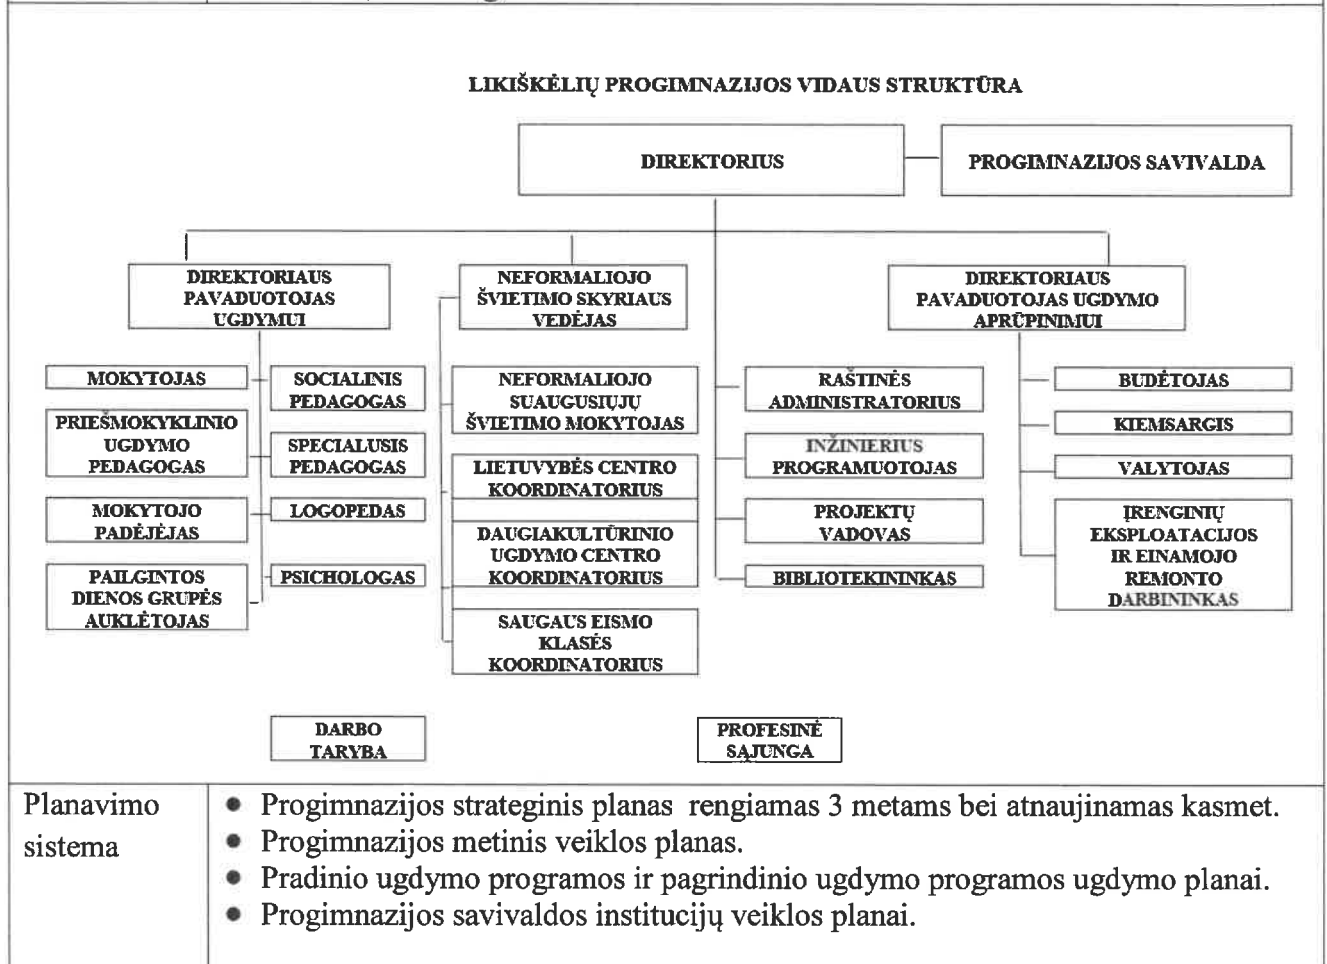 LIKIŠKĖLIŲ PROGIMNAZIJOS VIDAUS STRUKTŪRA
DIREKTORIUS
PROGIMNAZIJOS SAVIVALDA
DIREKTORIAUS
PAVADUOTOJAS
UGDYMUI
NEFORMALIOJO
ŠVIETIMO SKYRIAUS
VEDĖJAS
DIREKTORIAUS
PAVADUOTOJAS UGDYMO
APRŪPINIMUI
MOKYTOJAS
PRIEŠMOKYKLINIO
UGDYMO
PEDAGOGAS
MOKYTOJO
PADĖJĖJAS
PAILGINTOS
DIENOS GRUPĖS
AUKLĖTOJAS
SOCIALINIS
PEDAGOGAS
SPECIALUSIS
PEDAGOGAS
LOGOPEDAS
PSICHOLOGAS
NEFORMALIOJO
SUAUGUSIŲJŲ
ŠVIETIMO MOKYTOJAS
LIETUVYBĖS CENTRO
KOORDINATORIUS
DAUGIAKULTŪRINIO
UGDYMO CENTRO
KOORDINATORIUS
SAUGAUS EISMO
KLASĖS
KOORDINATORIUS
RAŠTINĖS
ADMINISTRATORIUS
INŽINIERIUS
PROGRAMUOTOJAS
PROJEKTŲ
VADOVAS
BIBLIOTEKININKAS
BUDĖTOJAS
KIEMSARGIS
VALYTOJAS
ĮRENGINIŲ
EKSPLOATACIJOS
IR EINAMOJO
REMONTO
DARBININKAS
DARBO
TARYBA
PROFESINĖ
SĄJUNGA
Planavimo
sistema
● Progimnazijos strateginis planas rengiamas 3 metams bei atnaujinamas kasmet.
● Progimnazijos metinis veiklos planas.
● Pradinio ugdymo programos ir pagrindinio ugdymo programos ugdymo planai.
● Progimnazijos savivaldos institucijų veiklos planai.